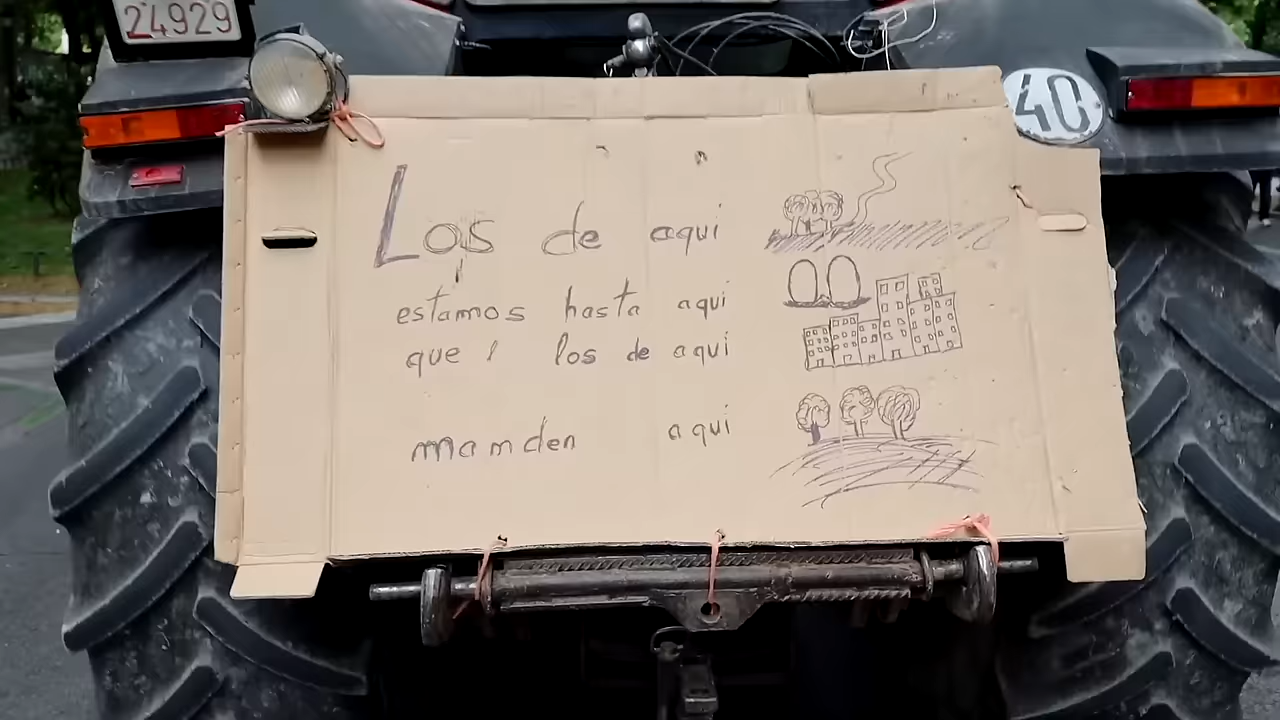 24929
40
Los de aqui
estamos hasta aqui
que los de aqui
manden aqui